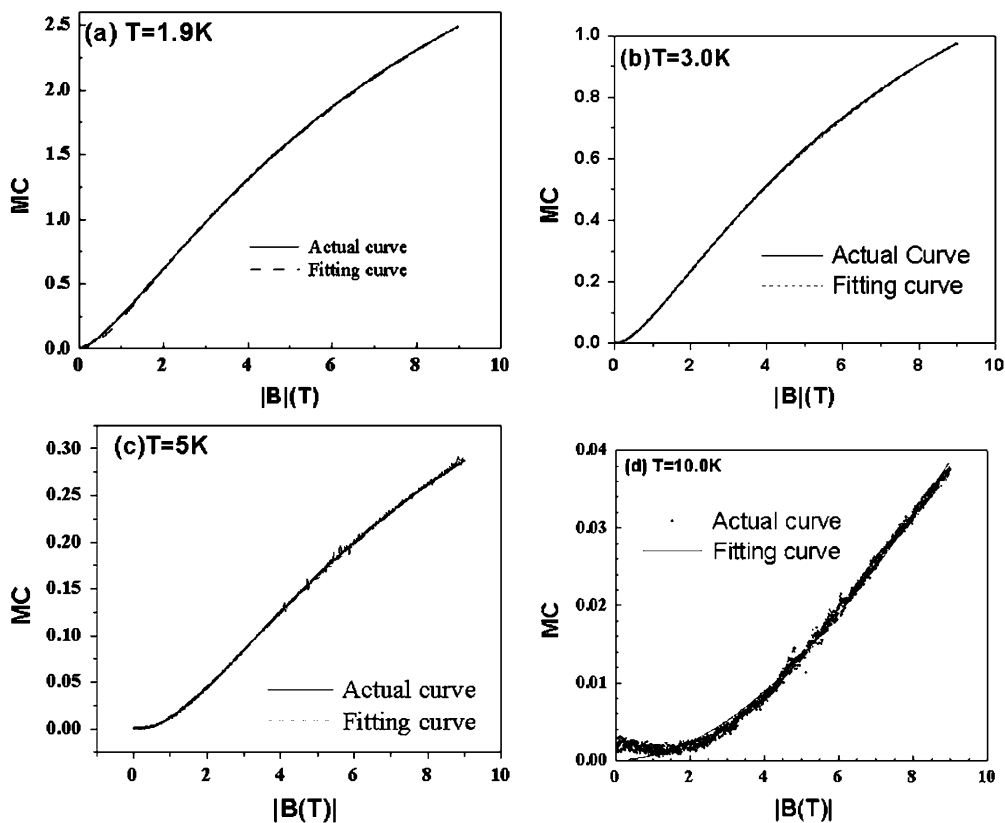 (a) T=1.9K
2.5
2.0
1.5
1.0
0.5
0.0
MC
Actual curve
Fitting curve
0 2 4 6 8 10
|B|(T)
(b)T=3.0K
1.0
0.8
0.6
0.4
0.2
0.0
MC
Actual Curve
Fitting curve
0 2 4 6 8 10
|B|(T)
(c)T=5K
0.30
0.25
0.20
0.15
0.10
0.05
0.00
MC
Actual curve
Fitting curve
0 2 4 6 8 10
|B(T)|
(d) T=10.0K
0.04
0.03
0.02
0.01
0.00
MC
Actual curve
Fitting curve
0 2 4 6 8 10
|B(T)|